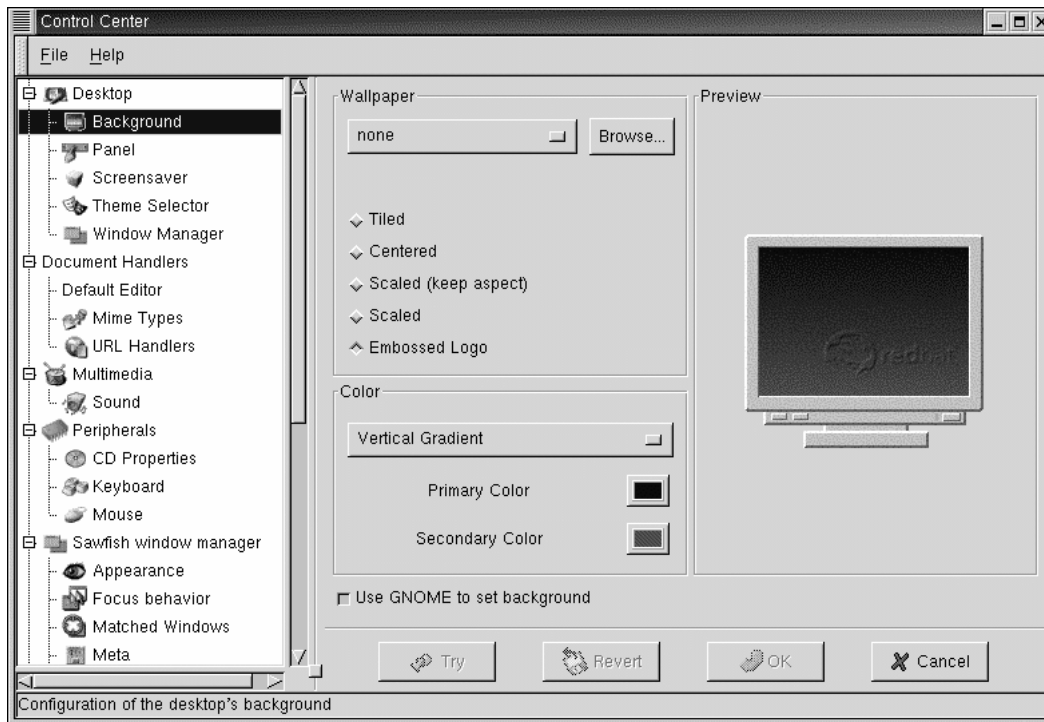 Control Center
File Help
Desktop
Background
Panel
Screensaver
Theme Selector
Window Manager
Document Handlers
Default Editor
Mime Types
URL Handlers
Multimedia
Sound
Peripherals
CD Properties
Keyboard
Mouse
Sawfish window manager
Appearance
Focus behavior
Matched Windows
Meta
Wallpaper
none Browse...
Tiled
Centered
Scaled (keep aspect)
Scaled
Embossed Logo
Color
Vertical Gradient
Primary Color
Secondary Color
Preview
redhat
Use GNOME to set background
Try Revert OK Cancel
Configuration of the desktop's background